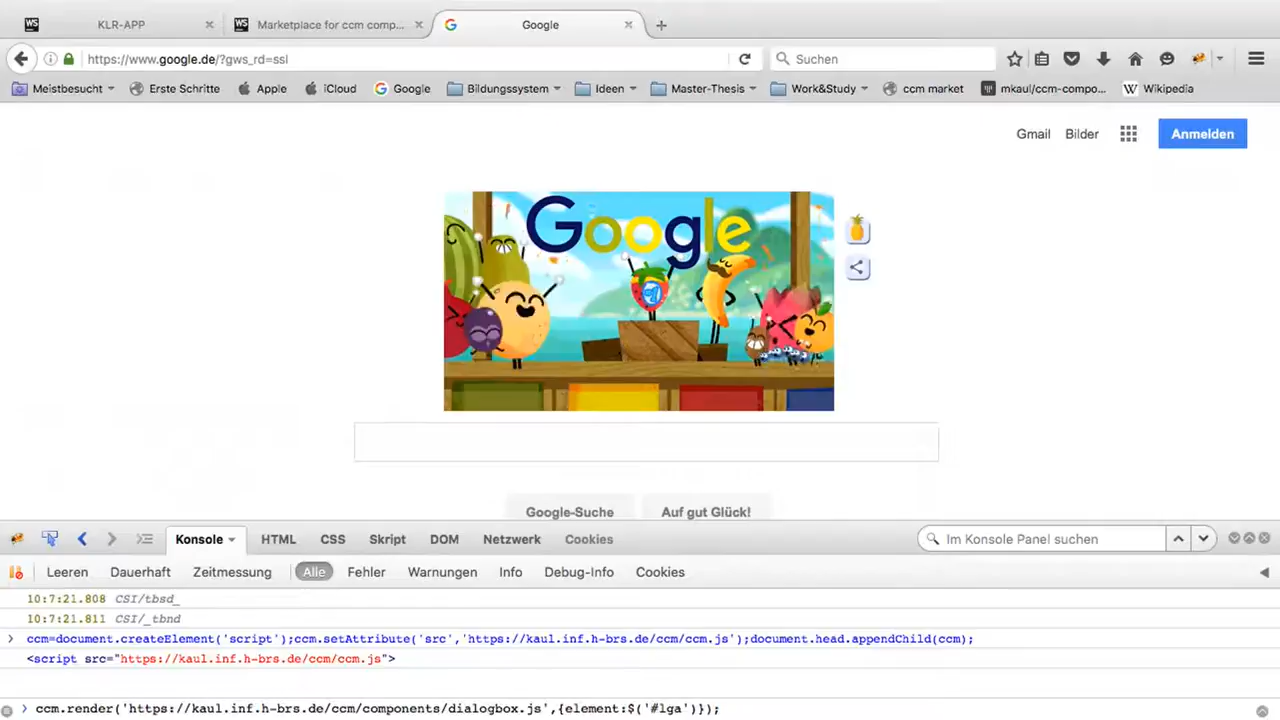 KLR-APP
Marketplace for ccm comp...
Google
https://www.google.de/?gws_rd=ssl
Suchen
Meistbesucht
Erste Schritte
Apple
iCloud
Google
Bildungssystem
Ideen
Master-Thesis
Work&Study
ccm market
mkaul/ccm-compo...
Wikipedia
Gmail
Bilder
Anmelden
Google
Google-Suche
Auf gut Glück!
Konsole
HTML
CSS
Skript
DOM
Netzwerk
Cookies
Im Konsole Panel suchen
Leeren
Dauerhaft
Zeitmessung
Alle
Fehler
Warnungen
Info
Debug-Info
Cookies
10:7:21.808 CSI/tbsd_
10:7:21.811 CSI/_tbnd
ccm=document.createElement('script');ccm.setAttribute('src','https://kaul.inf.h-brs.de/ccm/ccm.js');document.head.appendChild(ccm);
<script src="https://kaul.inf.h-brs.de/ccm/ccm.js">
ccm.render('https://kaul.inf.h-brs.de/ccm/components/dialogbox.js',{element:$('#lga')});